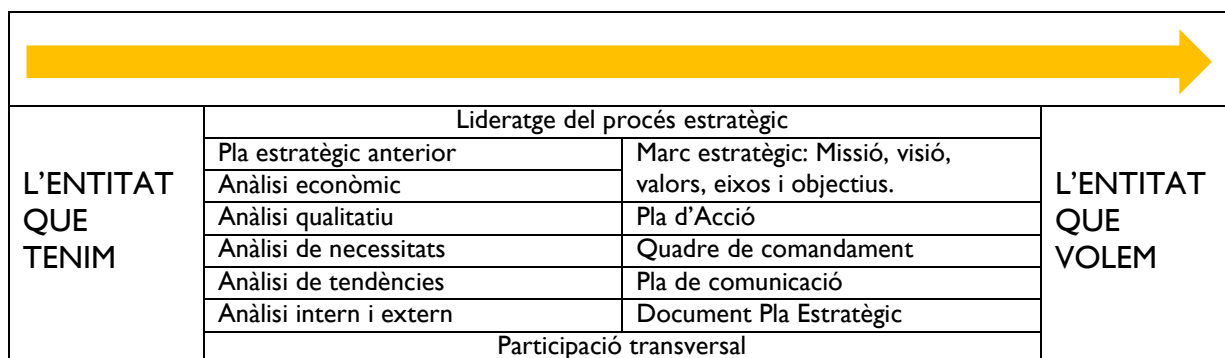 L'ENTITAT
QUE
TENIM
Lideratge del procés estratègic
Pla estratègic anterior
Anàlisi econòmic
Anàlisi qualitatiu
Anàlisi de necessitats
Anàlisi de tendències
Anàlisi intern i extern
Marc estratègic: Missió, visió,
valors, eixos i objectius.
Pla d'Acció
Quadre de comandament
Pla de comunicació
Document Pla Estratègic
Participació transversal
L'ENTITAT
QUE
VOLEM